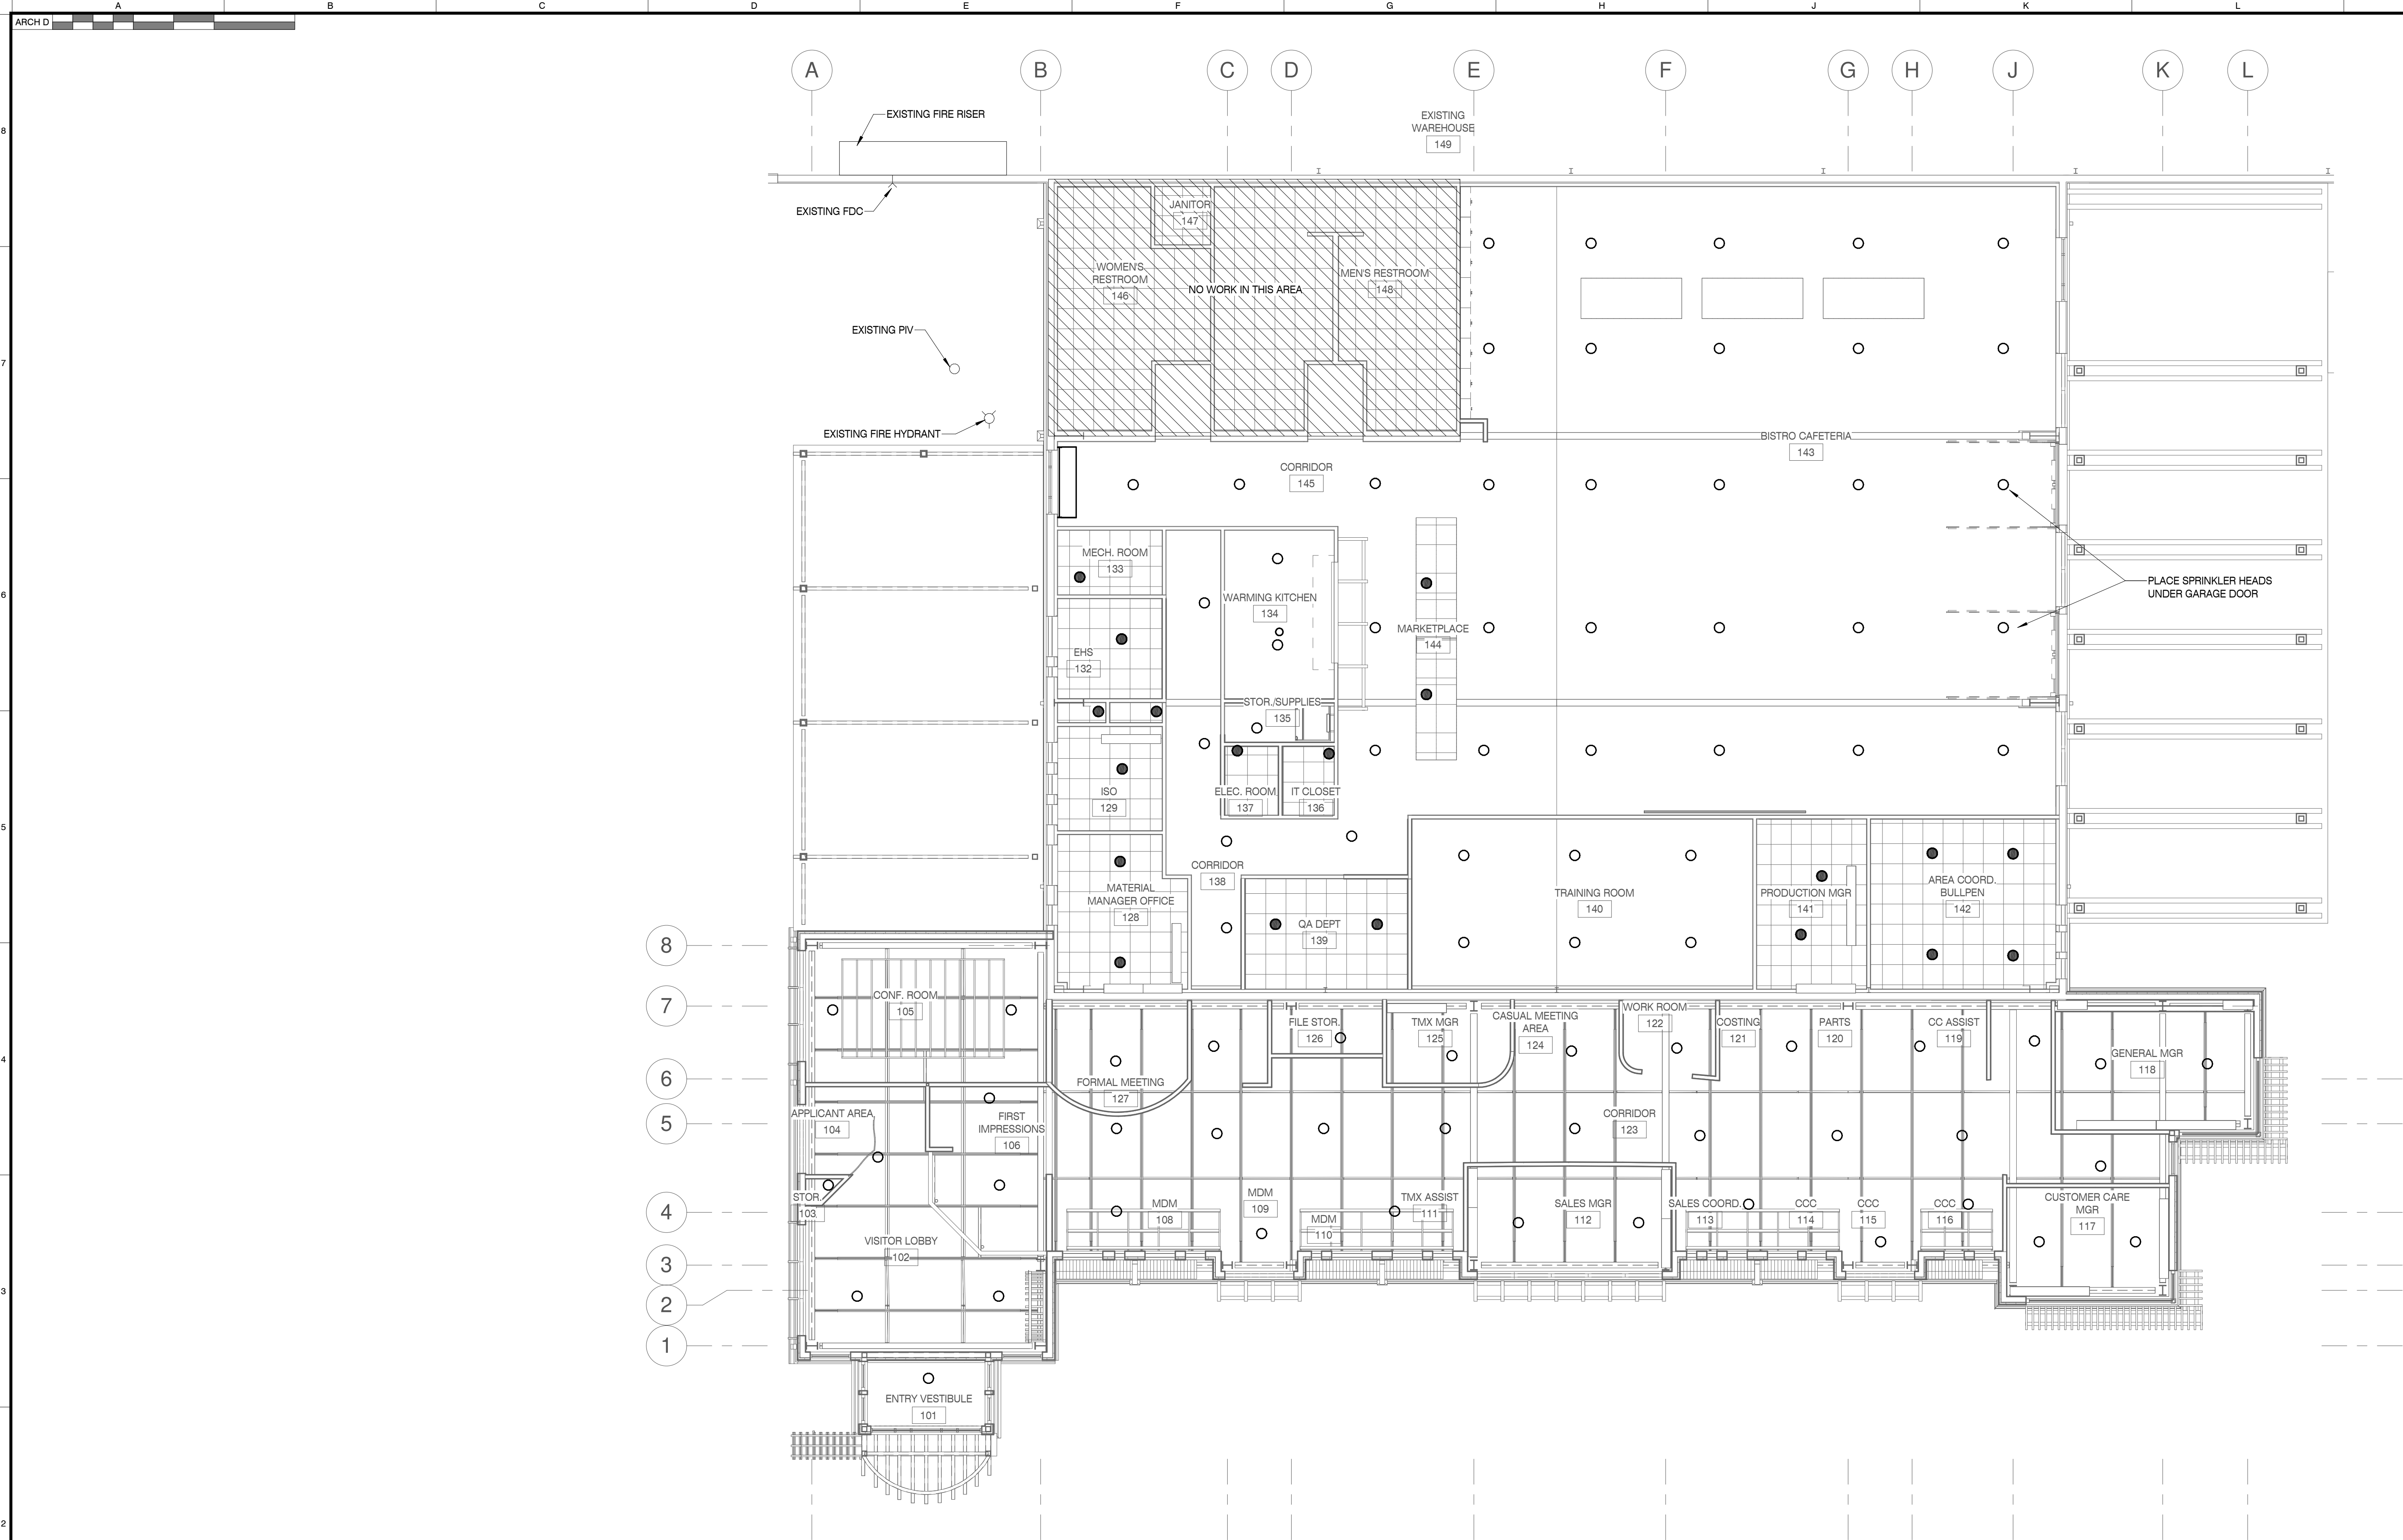 A B C D E F G H J K L
ARCH D
A B C D E F G H J K L
8
EXISTING FIRE RISER
EXISTING
WAREHOUSE
149
EXISTING FDC
JANITOR
147
WOMEN'S
RESTROOM
146
NO WORK IN THIS AREA
MEN'S RESTROOM
148
EXISTING PIV
7
EXISTING FIRE HYDRANT
BISTRO CAFETERIA
143
CORRIDOR
145
MECH. ROOM
133
PLACE SPRINKLER HEADS
UNDER GARAGE DOOR
6
WARMING KITCHEN
134
MARKETPLACE
144
EHS
132
STOR./SUPPLIES
135
ISO
129
ELEC. ROOM
137
IT CLOSET
136
5
CORRIDOR
138
MATERIAL
MANAGER OFFICE
128
QA DEPT
139
TRAINING ROOM
140
PRODUCTION MGR
141
AREA COORD.
BULLPEN
142
8
CONF. ROOM
105
7
FILE STOR.
126
TMX MGR
125
CASUAL MEETING
AREA
124
WORK ROOM
122
COSTING
121
PARTS
120
CC ASSIST
119
4
GENERAL MGR
118
6
FORMAL MEETING
127
5
APPLICANT AREA
104
FIRST
IMPRESSIONS
106
CORRIDOR
123
STOR.
103
4
MDM
108
MDM
109
MDM
110
TMX ASSIST
111
SALES MGR
112
SALES COORD.
113
CCC
114
CCC
115
CCC
116
CUSTOMER CARE
MGR
117
VISITOR LOBBY
102
3
3
2
1
ENTRY VESTIBULE
101
2